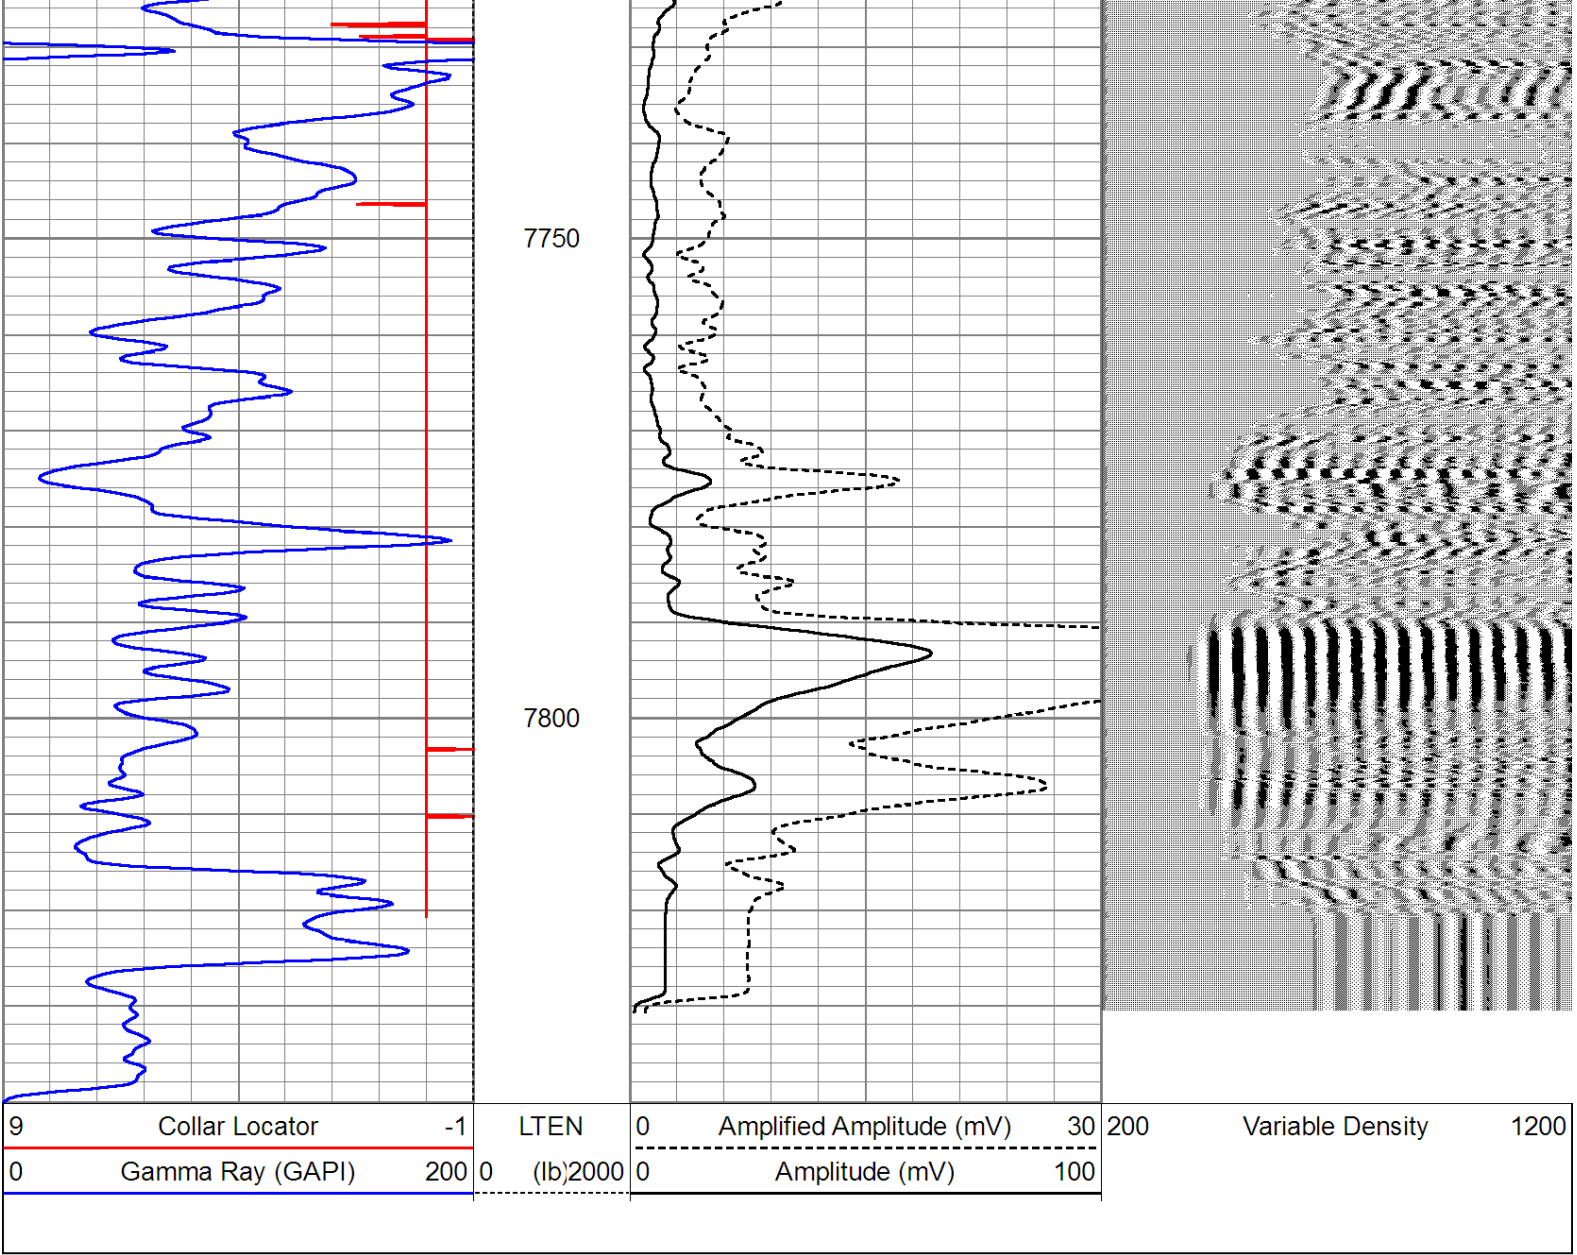 7750
7800
9 Collar Locator -1 LTEN 0 Amplified Amplitude (mV) 30 200 Variable Density 1200
0 Gamma Ray (GAPI) 200 0 (lb) 2000 0 Amplitude (mV) 100